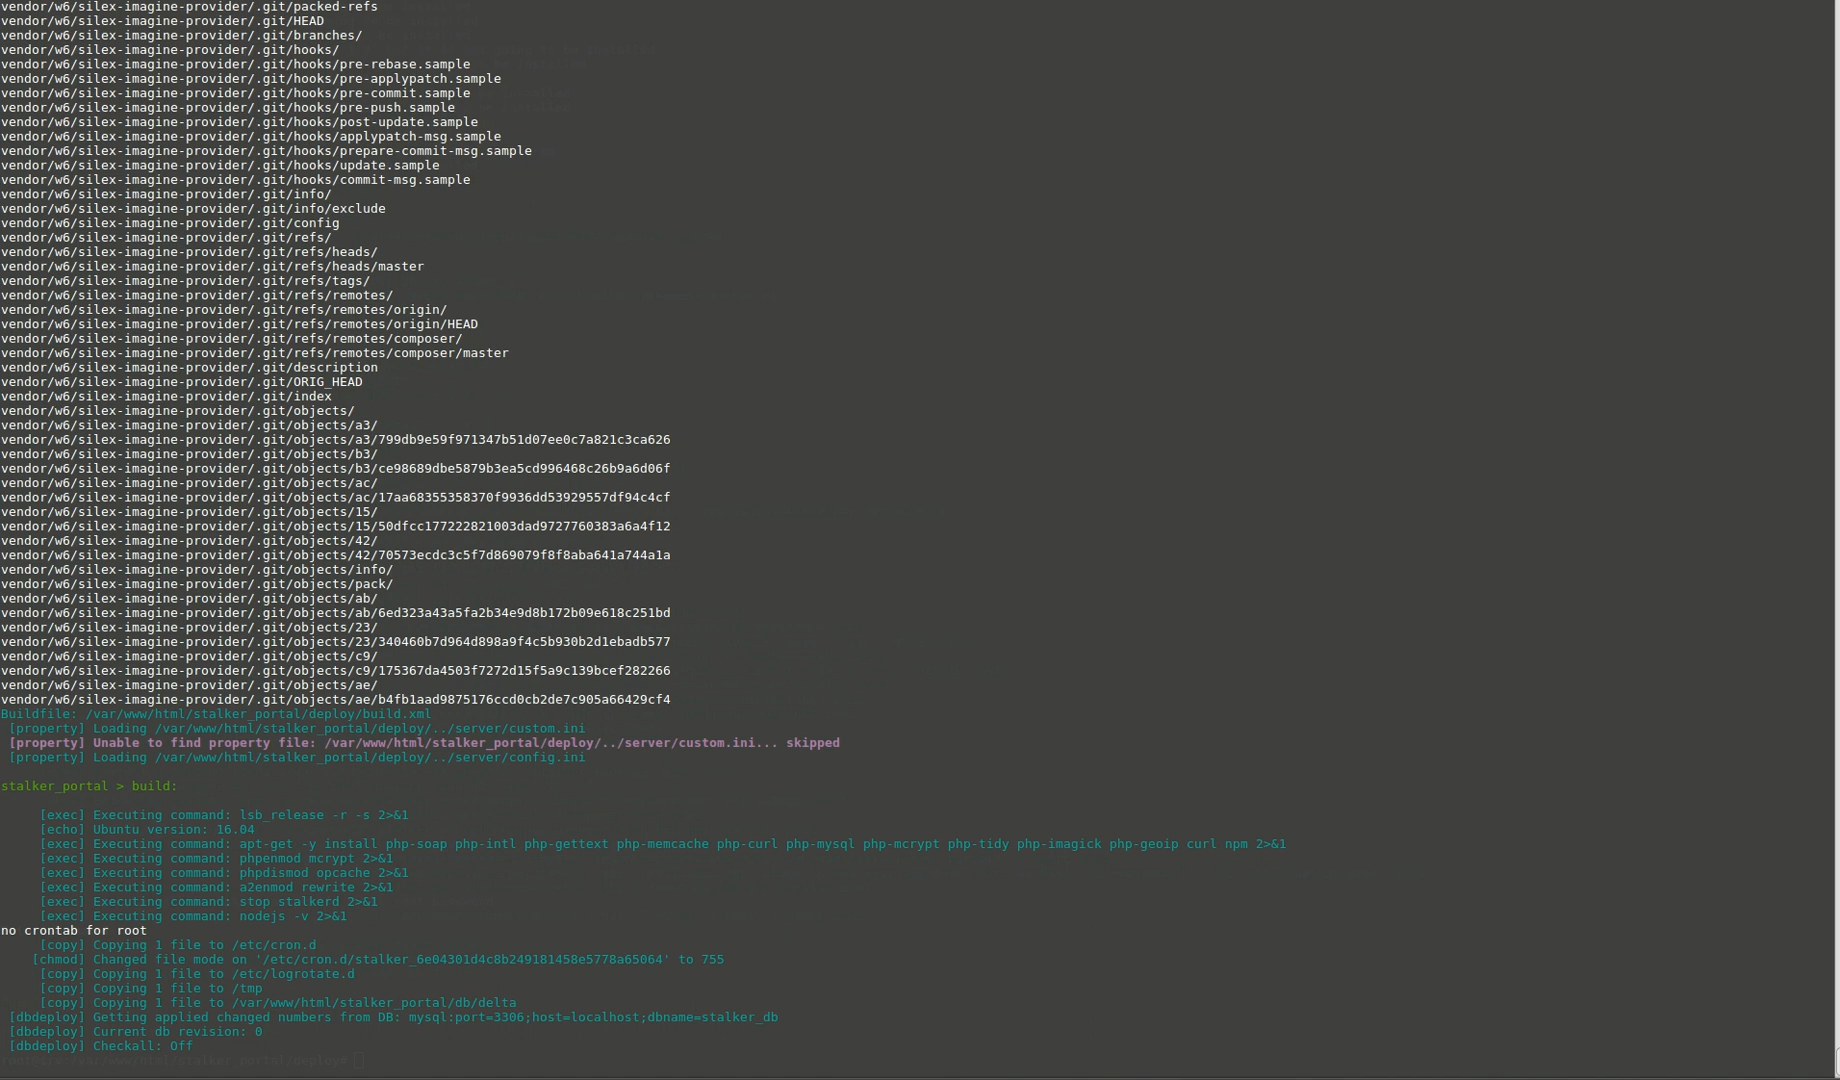 vendor/w6/silex-imagine-provider/.git/packed-refs
vendor/w6/silex-imagine-provider/.git/HEAD
vendor/w6/silex-imagine-provider/.git/branches/
vendor/w6/silex-imagine-provider/.git/hooks/
vendor/w6/silex-imagine-provider/.git/hooks/pre-rebase.sample
vendor/w6/silex-imagine-provider/.git/hooks/pre-applypatch.sample
vendor/w6/silex-imagine-provider/.git/hooks/pre-commit.sample
vendor/w6/silex-imagine-provider/.git/hooks/pre-push.sample
vendor/w6/silex-imagine-provider/.git/hooks/post-update.sample
vendor/w6/silex-imagine-provider/.git/hooks/applypatch-msg.sample
vendor/w6/silex-imagine-provider/.git/hooks/prepare-commit-msg.sample
vendor/w6/silex-imagine-provider/.git/hooks/update.sample
vendor/w6/silex-imagine-provider/.git/hooks/commit-msg.sample
vendor/w6/silex-imagine-provider/.git/info/
vendor/w6/silex-imagine-provider/.git/info/exclude
vendor/w6/silex-imagine-provider/.git/config
vendor/w6/silex-imagine-provider/.git/refs/
vendor/w6/silex-imagine-provider/.git/refs/heads/
vendor/w6/silex-imagine-provider/.git/refs/heads/master
vendor/w6/silex-imagine-provider/.git/refs/tags/
vendor/w6/silex-imagine-provider/.git/refs/remotes/
vendor/w6/silex-imagine-provider/.git/refs/remotes/origin/
vendor/w6/silex-imagine-provider/.git/refs/remotes/origin/HEAD
vendor/w6/silex-imagine-provider/.git/refs/remotes/composer/
vendor/w6/silex-imagine-provider/.git/refs/remotes/composer/master
vendor/w6/silex-imagine-provider/.git/description
vendor/w6/silex-imagine-provider/.git/ORIG_HEAD
vendor/w6/silex-imagine-provider/.git/index
vendor/w6/silex-imagine-provider/.git/objects/
vendor/w6/silex-imagine-provider/.git/objects/a3/
vendor/w6/silex-imagine-provider/.git/objects/a3/799db9e59f971347b51d07ee0c7a821c3ca626
vendor/w6/silex-imagine-provider/.git/objects/b3/
vendor/w6/silex-imagine-provider/.git/objects/b3/ce98689dbe5879b3ea5cd996468c26b9a6d06f
vendor/w6/silex-imagine-provider/.git/objects/ac/
vendor/w6/silex-imagine-provider/.git/objects/ac/17aa68355358370f9936dd53929557df94c4cf
vendor/w6/silex-imagine-provider/.git/objects/15/
vendor/w6/silex-imagine-provider/.git/objects/15/50dfcc177222821003dad9727760383a6a4f12
vendor/w6/silex-imagine-provider/.git/objects/42/
vendor/w6/silex-imagine-provider/.git/objects/42/70573ecdc3c5f7d869079f8f8aba641a744a1a
vendor/w6/silex-imagine-provider/.git/objects/info/
vendor/w6/silex-imagine-provider/.git/objects/pack/
vendor/w6/silex-imagine-provider/.git/objects/ab/
vendor/w6/silex-imagine-provider/.git/objects/ab/6ed323a43a5fa2b34e9d8b172b09e618c251bd
vendor/w6/silex-imagine-provider/.git/objects/23/
vendor/w6/silex-imagine-provider/.git/objects/23/340460b7d964d898a9f4c5b930b2d1ebadb577
vendor/w6/silex-imagine-provider/.git/objects/c9/
vendor/w6/silex-imagine-provider/.git/objects/c9/175367da4503f7272d15f5a9c139bcef282266
vendor/w6/silex-imagine-provider/.git/objects/ae/
vendor/w6/silex-imagine-provider/.git/objects/ae/b4fb1aad9875176ccd0cb2de7c905a66429cf4
Buildfile: /var/www/html/stalker_portal/deploy/build.xml
[property] Loading /var/www/html/stalker_portal/deploy/../server/custom.ini
[property] Unable to find property file: /var/www/html/stalker_portal/deploy/../server/custom.ini... skipped
[property] Loading /var/www/html/stalker_portal/deploy/../server/config.ini
stalker_portal > build:
[exec] Executing command: lsb_release -r -s 2>&1
[echo] Ubuntu version: 16.04
[exec] Executing command: apt-get -y install php-soap php-intl php-gettext php-memcache php-curl php-mysql php-mcrypt php-tidy php-imagick php-geoip curl npm 2>&1
[exec] Executing command: phpenmod mcrypt 2>&1
[exec] Executing command: phpdismod opcache 2>&1
[exec] Executing command: a2enmod rewrite 2>&1
[exec] Executing command: stop stalkerd 2>&1
[exec] Executing command: nodejs -v 2>&1
no crontab for root
[copy] Copying 1 file to /etc/cron.d
[chmod] Changed file mode on '/etc/cron.d/stalker_6e04301d4c8b249181458e5778a65064' to 755
[copy] Copying 1 file to /etc/logrotate.d
[copy] Copying 1 file to /tmp
[copy] Copying 1 file to /var/www/html/stalker_portal/db/delta
[dbdeploy] Getting applied changed numbers from DB: mysql:port=3306;host=localhost;dbname=stalker_db
[dbdeploy] Current db revision: 0
[dbdeploy] Checkall: Off